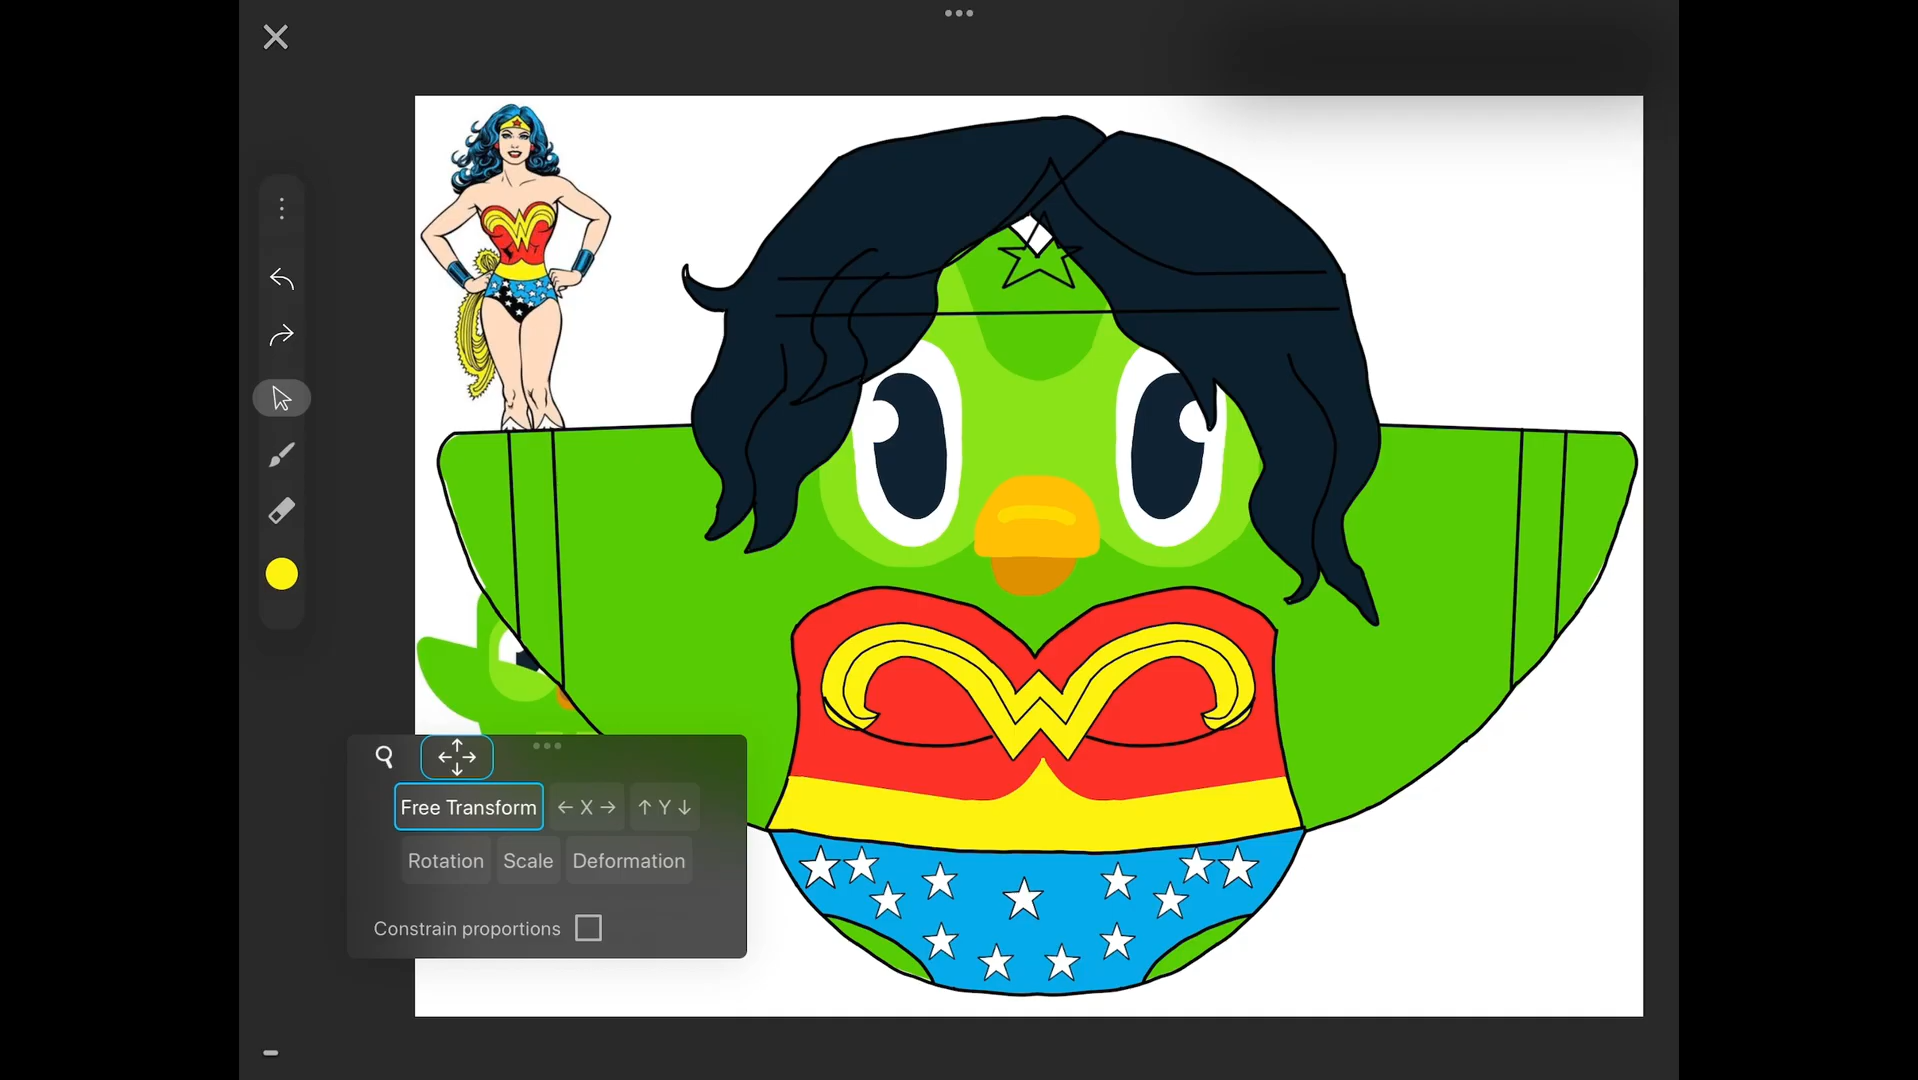 Free Transform
X
Y
Rotation
Scale
Deformation
Constrain proportions